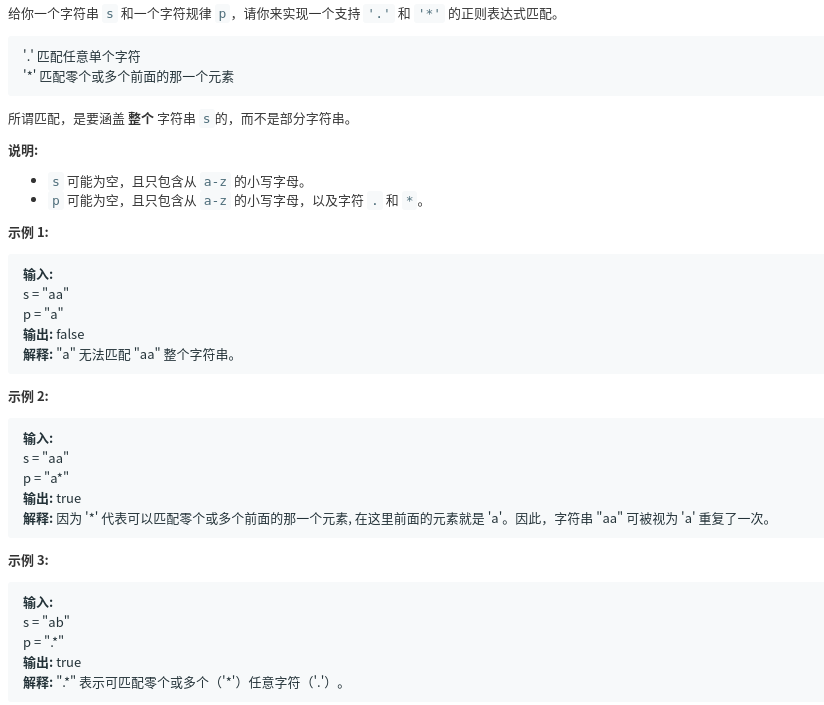 给你一个字符串 s 和一个字符规律 p，请你来实现一个支持 '.' 和 '*' 的正则表达式匹配。
'.' 匹配任意单个字符
'*' 匹配零个或多个前面的那一个元素
所谓匹配，是要涵盖 整个 字符串 s的，而不是部分字符串。
说明:
• s 可能为空，且只包含从 a-z 的小写字母。
• p 可能为空，且只包含从 a-z 的小写字母，以及字符 . 和 *。
示例 1:
输入:
s = "aa"
p = "a"
输出: false
解释: "a" 无法匹配 "aa" 整个字符串。
示例 2:
输入:
s = "aa"
p = "a*"
输出: true
解释: 因为 '*' 代表可以匹配零个或多个前面的那一个元素, 在这里前面的元素就是 'a'。因此，字符串 "aa" 可被视为 'a' 重复了一次。
示例 3:
输入:
s = "ab"
p = ".*"
输出: true
解释: ".*" 表示可匹配零个或多个（'*'）任意字符（'.'）。